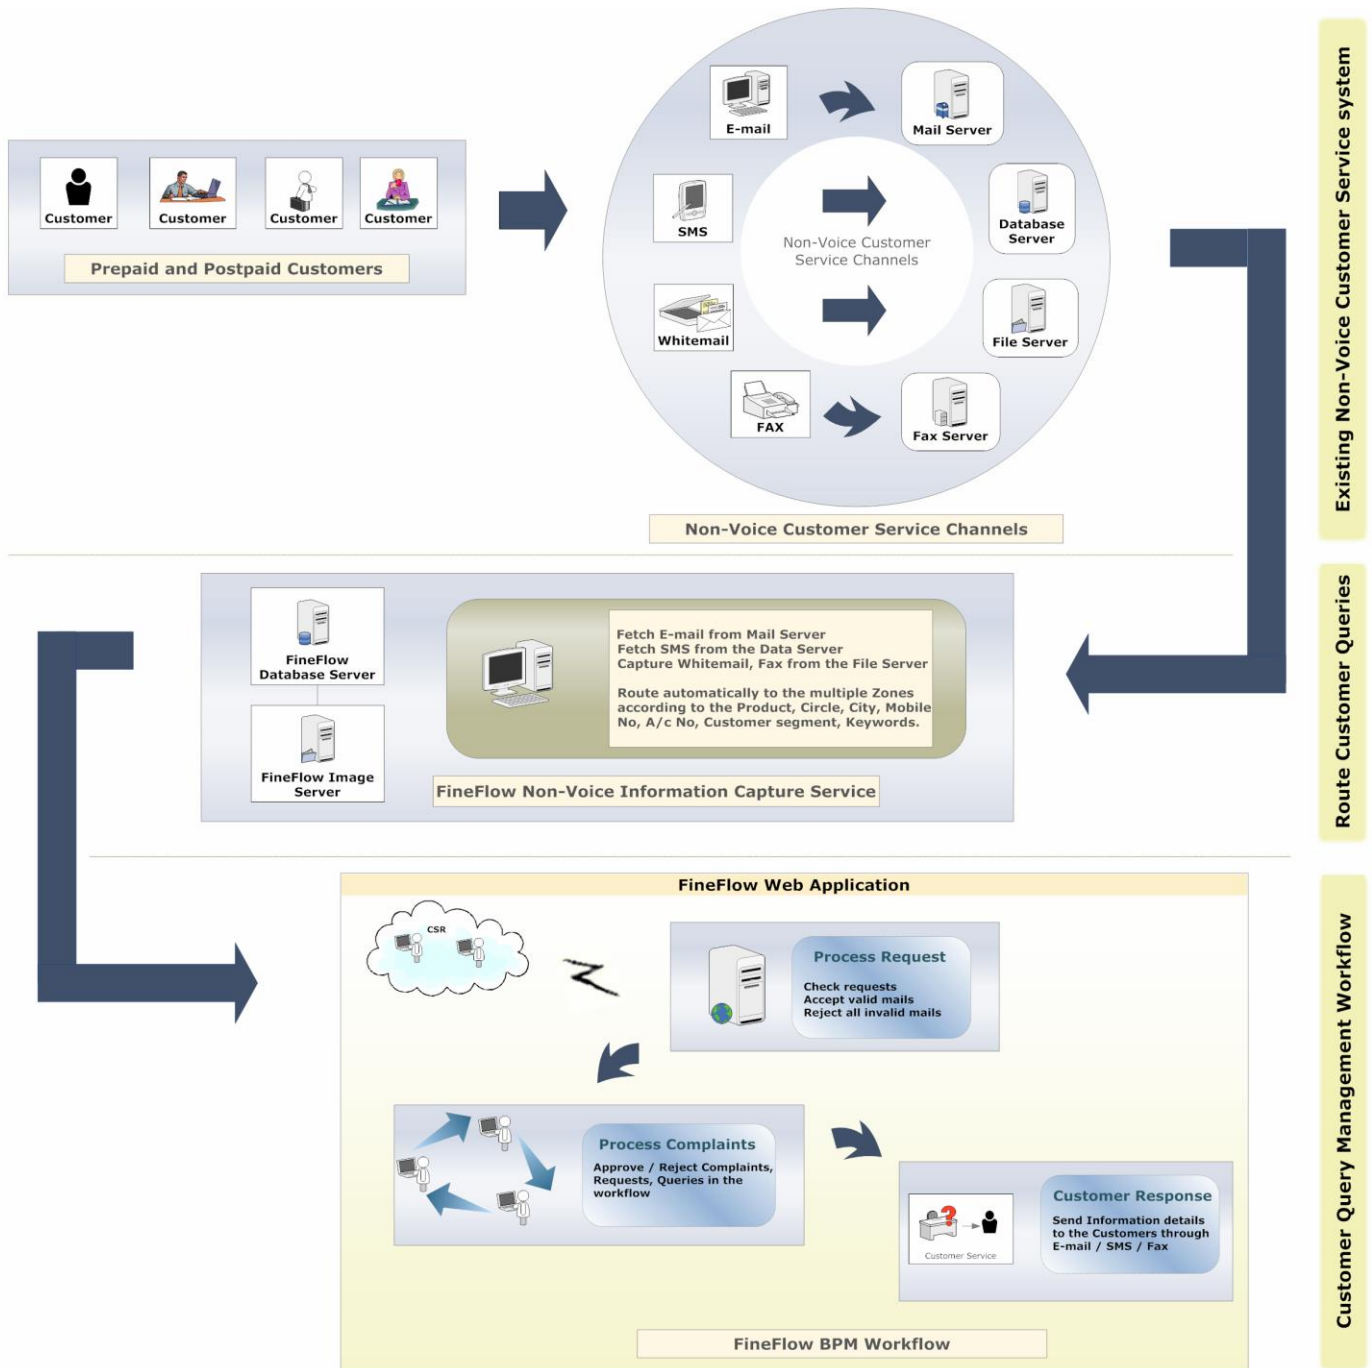 Existing Non-Voice Customer Service system
E-mail
Mail Server
Customer
Customer
Customer
Customer
Prepaid and Postpaid Customers
SMS
Database
Server
Non-Voice Customer
Service Channels
Whitemail
File Server
FAX
Fax Server
Non-Voice Customer Service Channels
Route Customer Queries
FineFlow
Database Server
FineFlow Image
Server
Fetch E-mail from Mail Server
Fetch SMS from the Data Server
Capture Whitemail, Fax from the File Server
Route automatically to the multiple Zones
according to the Product, Circle, City, Mobile
No, A/c No, Customer segment, Keywords.
FineFlow Non-Voice Information Capture Service
Customer Query Management Workflow
FineFlow Web Application
CSR
Process Request
Check requests
Accept valid mails
Reject all invalid mails
Process Complaints
Approve / Reject Complaints,
Requests, Queries in the
workflow
Customer Service
Customer Response
Send Information details
to the Customers through
E-mail / SMS / Fax
FineFlow BPM Workflow